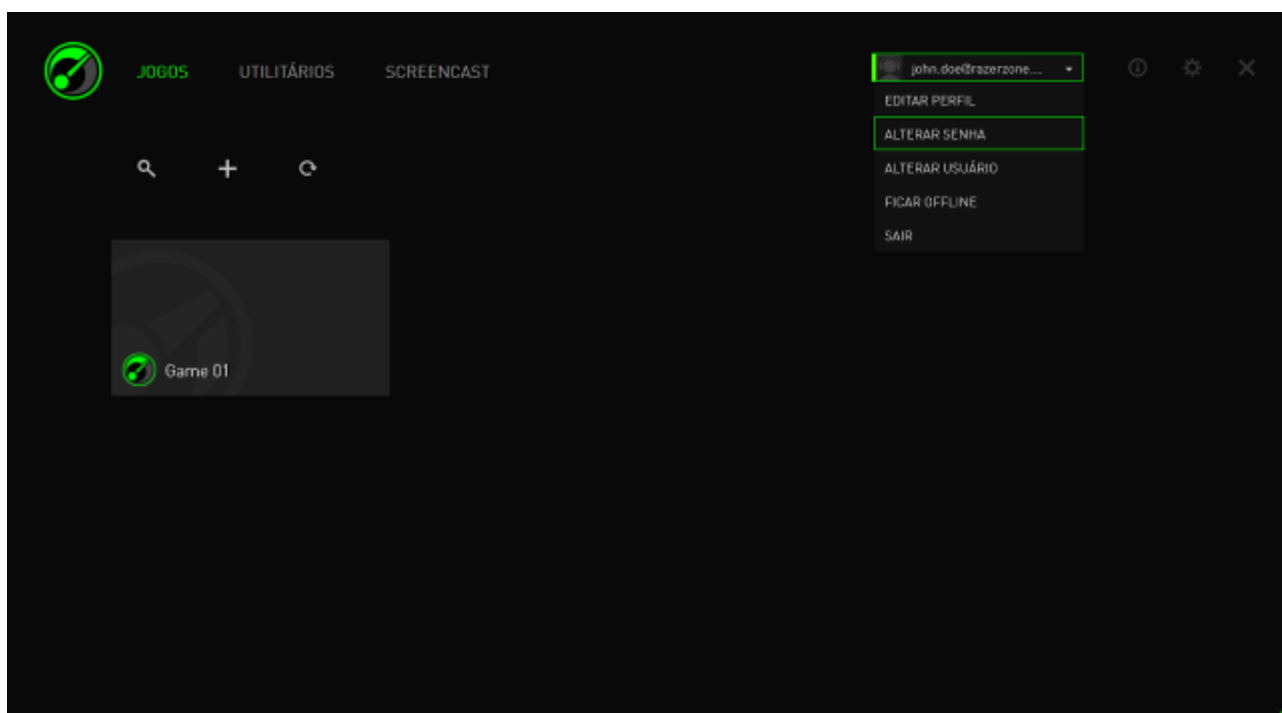 JOGOS UTILITÁRIOS SCREENCAST john.doe@razerzone....
EDITAR PERFIL
ALTERAR SENHA
ALTERAR USUÁRIO
FICAR OFFLINE
SAIR
Game 01